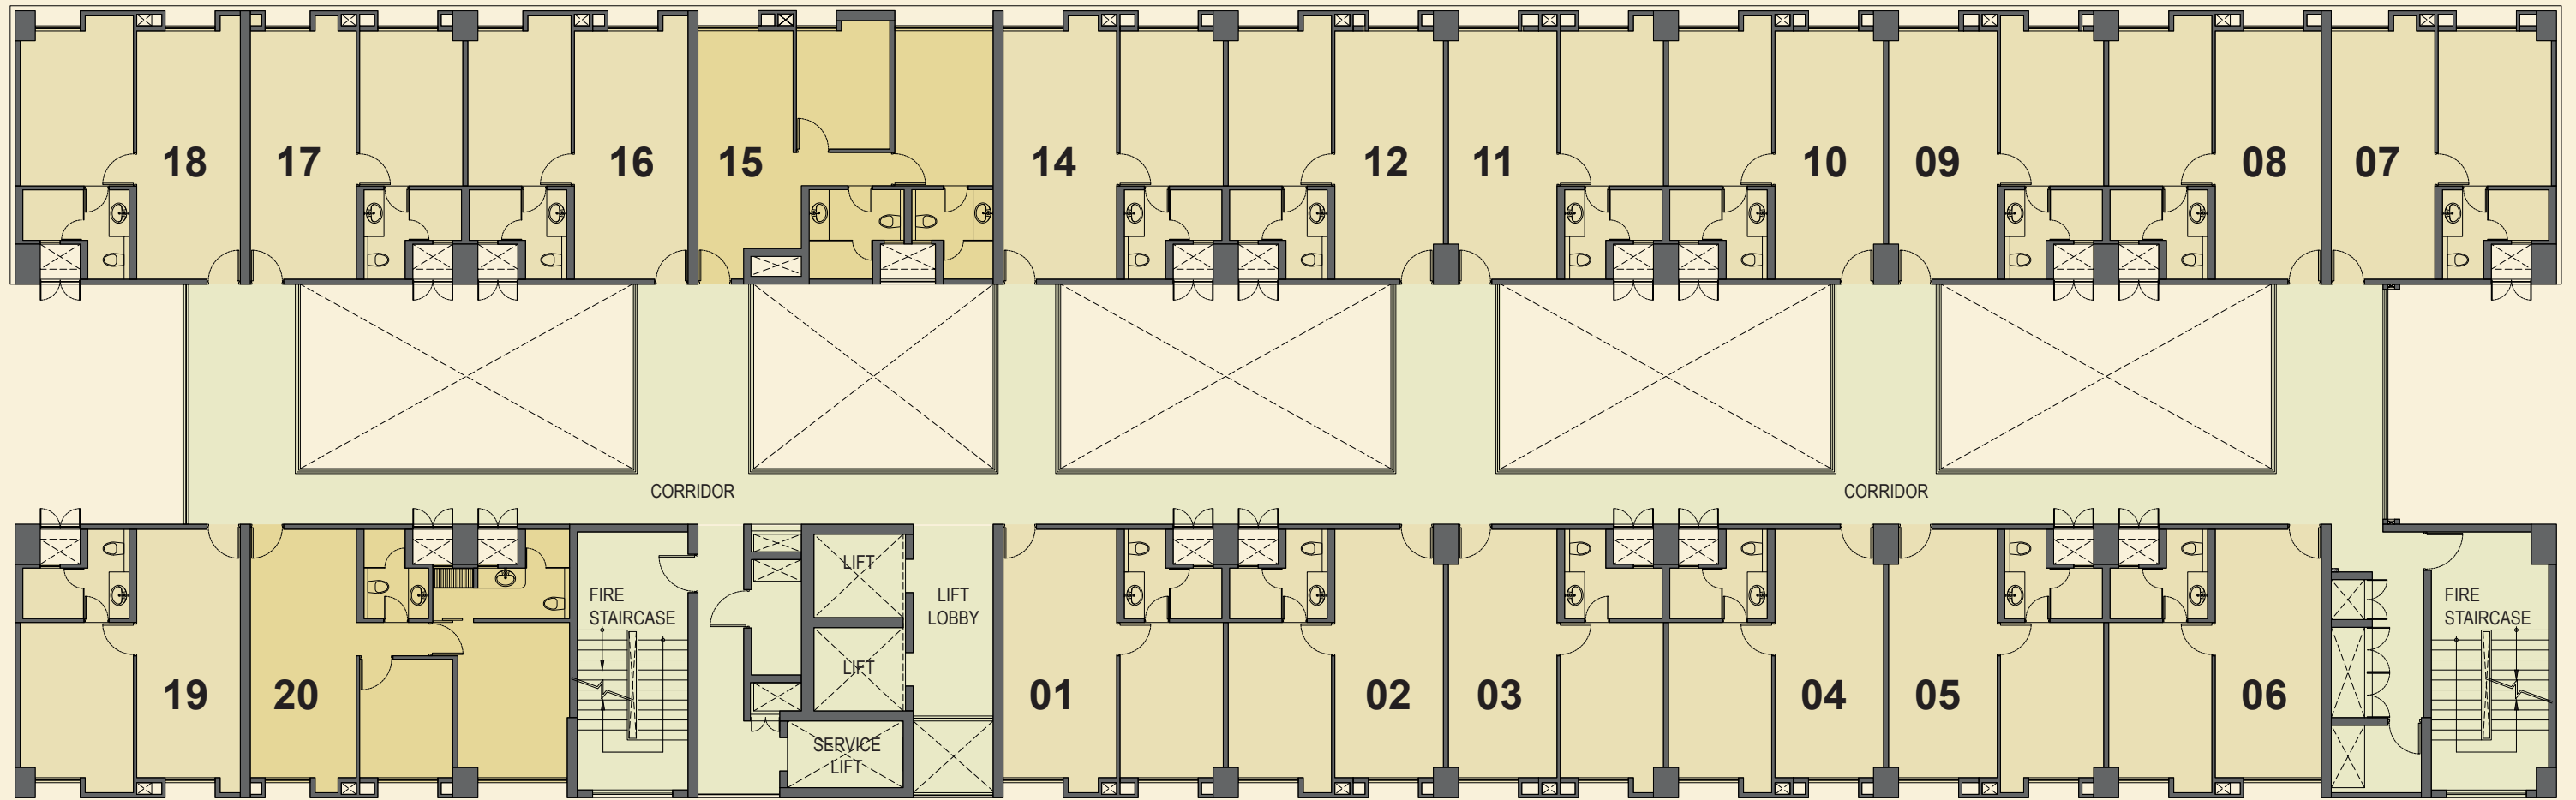 18
17
16
15
14
12
11
10
09
08
07
CORRIDOR
CORRIDOR
FIRE
STAIRCASE
LIFT
LIFT
LIFT
LOBBY
SERVICE
LIFT
FIRE
STAIRCASE
19
20
01
02
03
04
05
06